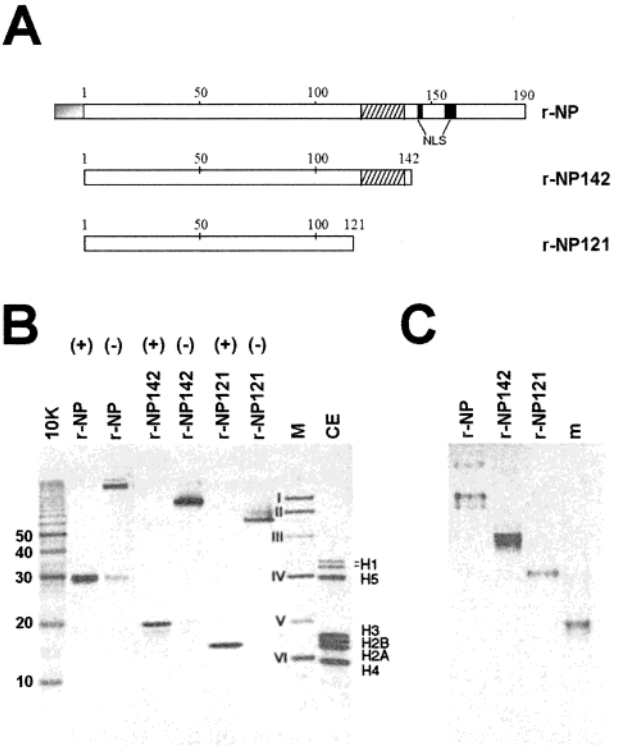 A
1 50 100 150 190
r-NP
NLS
1 50 100 142
r-NP142
1 50 100 121
r-NP121
B
(+) (-) (+) (-) (+) (-)
10K r-NP r-NP r-NP142 r-NP142 r-NP121 r-NP121 M CE
50
40
30
20
10
I
II
III
IV
V
VI
=H1
H5
H3
H2B
H2A
H4
C
r-NP r-NP142 r-NP121 m